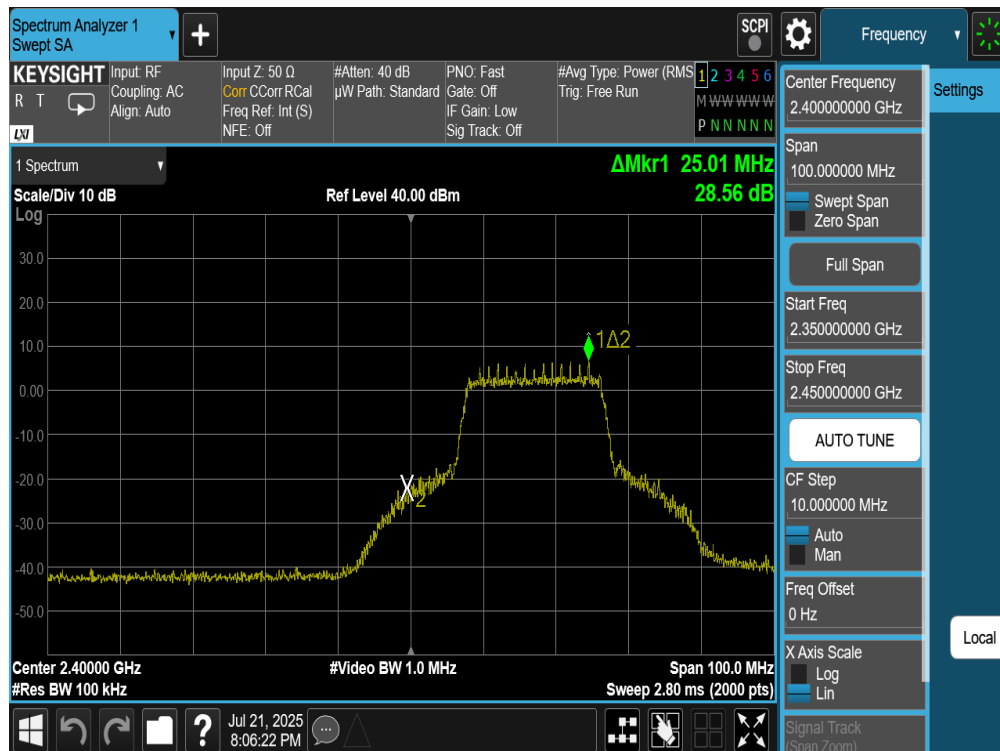 Spectrum Analyzer 1
Swept SA
+
SCPI
Frequency
KEYSIGHT
R T
LXI
Input: RF
Coupling: AC
Align: Auto
Input Z: 50 Ω
Corr CCorr RCal
Freq Ref: Int (S)
NFE: Off
#Atten: 40 dB
µW Path: Standard
PNO: Fast
Gate: Off
IF Gain: Low
Sig Track: Off
#Avg Type: Power (RMS
Trig: Free Run
1 2 3 4 5 6
M W W W W W
P N N N N N
1 Spectrum
ΔMkr1 25.01 MHz
28.56 dB
Scale/Div 10 dB
Ref Level 40.00 dBm
Log
30.0
20.0
10.0
0.00
-10.0
-20.0
-30.0
-40.0
-50.0
1Δ2
X2
Center 2.40000 GHz
#Video BW 1.0 MHz
Span 100.0 MHz
#Res BW 100 kHz
Sweep 2.80 ms (2000 pts)
Center Frequency
2.400000000 GHz
Settings
Span
100.000000 MHz
Swept Span
Zero Span
Full Span
Start Freq
2.350000000 GHz
Stop Freq
2.450000000 GHz
AUTO TUNE
CF Step
10.000000 MHz
Auto
Man
Freq Offset
0 Hz
X Axis Scale
Log
Lin
Local
Signal Track
(Span Zoom)
?
Jul 21, 2025
8:06:22 PM